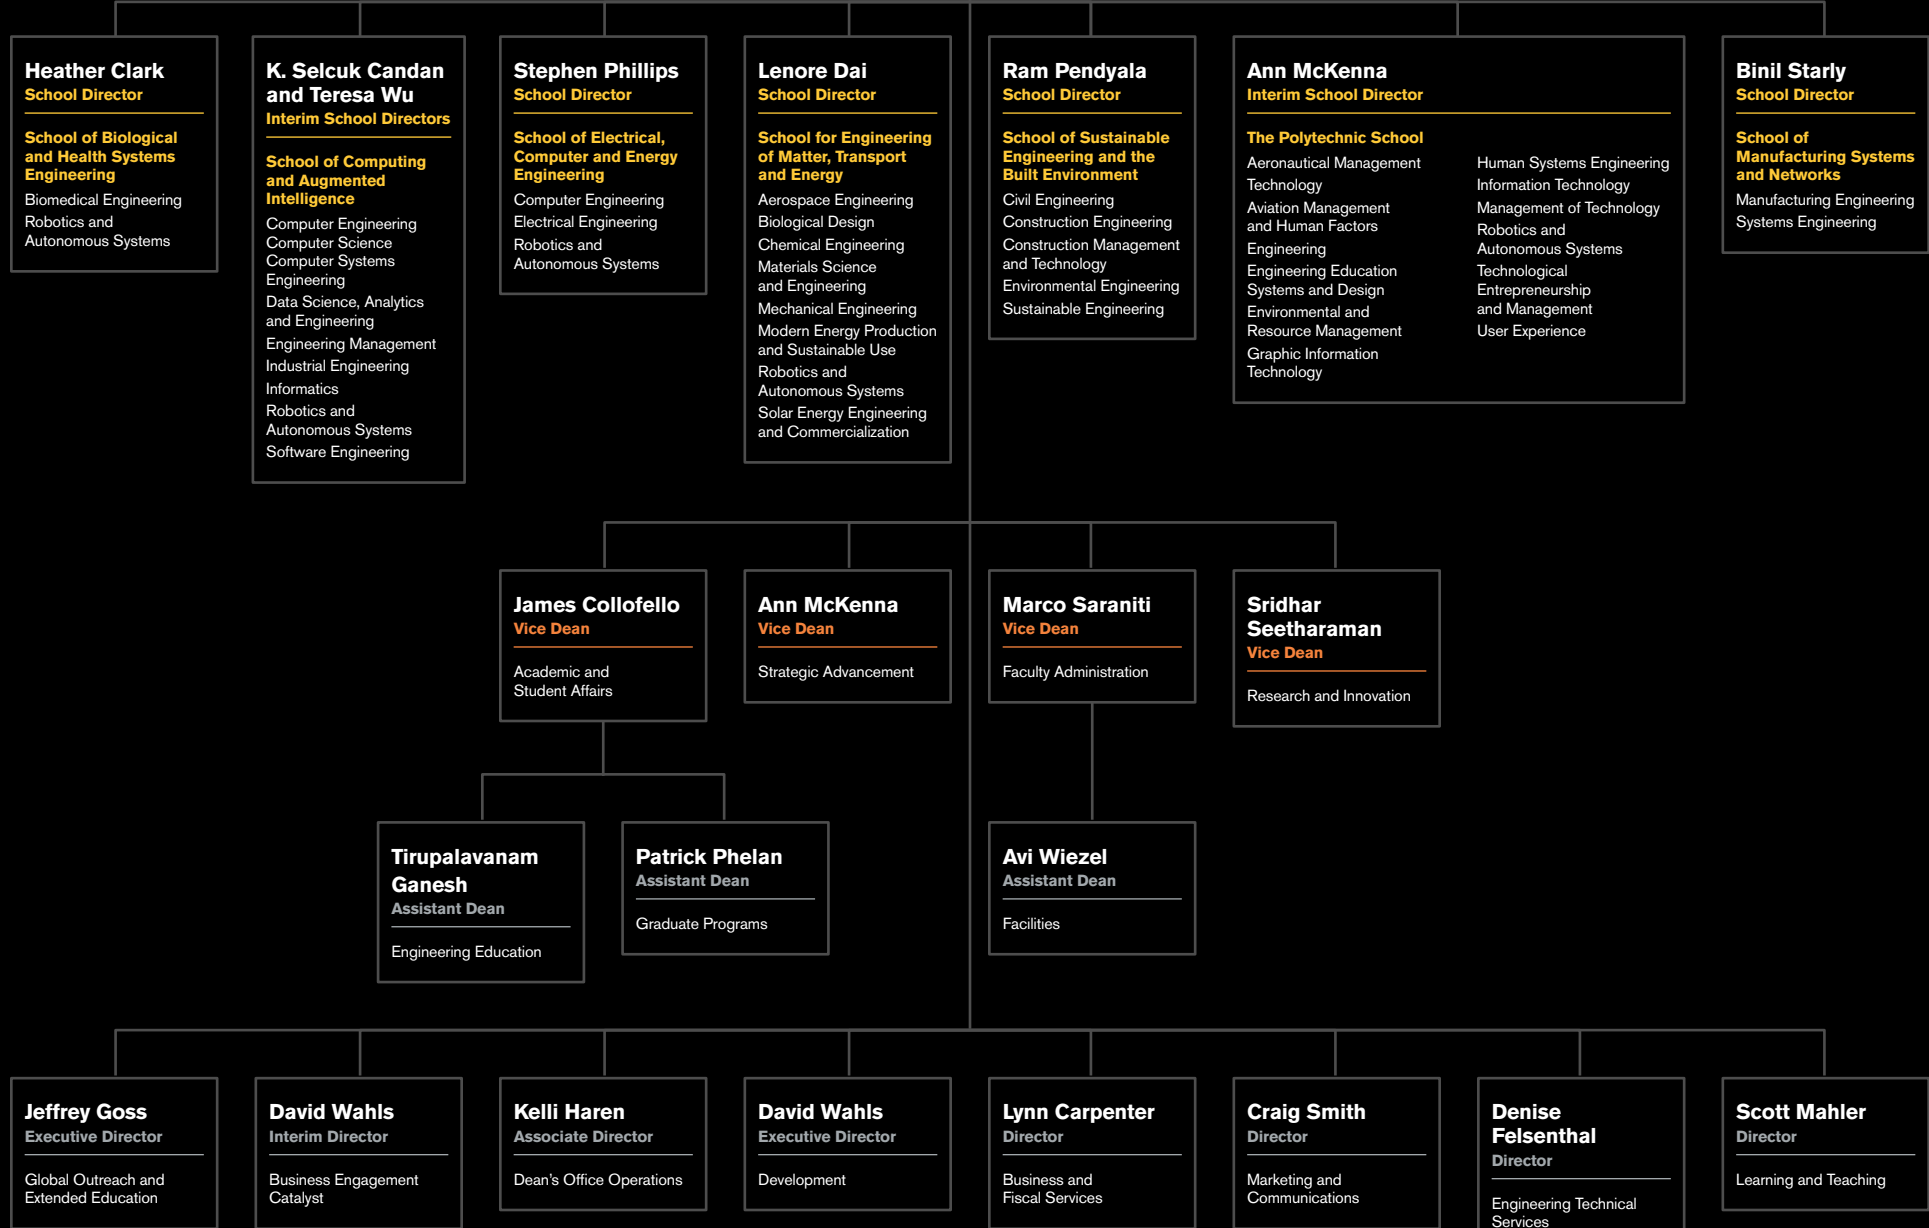 Heather Clark
School Director
School of Biological
and Health Systems
Engineering
Biomedical Engineering
Robotics and
Autonomous Systems
K. Selcuk Candan
and Teresa Wu
Interim School Directors
School of Computing
and Augmented
Intelligence
Computer Engineering
Computer Science
Computer Systems
Engineering
Data Science, Analytics
and Engineering
Engineering Management
Industrial Engineering
Informatics
Robotics and
Autonomous Systems
Software Engineering
Stephen Phillips
School Director
School of Electrical,
Computer and Energy
Engineering
Computer Engineering
Electrical Engineering
Robotics and
Autonomous Systems
Lenore Dai
School Director
School for Engineering
of Matter, Transport
and Energy
Aerospace Engineering
Biological Design
Chemical Engineering
Materials Science
and Engineering
Mechanical Engineering
Modern Energy Production
and Sustainable Use
Robotics and
Autonomous Systems
Solar Energy Engineering
and Commercialization
Ram Pendyala
School Director
School of Sustainable
Engineering and the
Built Environment
Civil Engineering
Construction Engineering
Construction Management
and Technology
Environmental Engineering
Sustainable Engineering
Ann McKenna
Interim School Director
The Polytechnic School
Aeronautical Management
Technology
Aviation Management
and Human Factors
Engineering
Engineering Education
Systems and Design
Environmental and
Resource Management
Graphic Information
Technology
Human Systems Engineering
Information Technology
Management of Technology
Robotics and
Autonomous Systems
Technological
Entrepreneurship
and Management
User Experience
Binil Starly
School Director
School of
Manufacturing Systems
and Networks
Manufacturing Engineering
Systems Engineering
James Collofello
Vice Dean
Academic and
Student Affairs
Ann McKenna
Vice Dean
Strategic Advancement
Marco Saraniti
Vice Dean
Faculty Administration
Sridhar
Seetharaman
Vice Dean
Research and Innovation
Tirupalavanam
Ganesh
Assistant Dean
Engineering Education
Patrick Phelan
Assistant Dean
Graduate Programs
Avi Wiezel
Assistant Dean
Facilities
Jeffrey Goss
Executive Director
Global Outreach and
Extended Education
David Wahls
Interim Director
Business Engagement
Catalyst
Kelli Haren
Associate Director
Dean's Office Operations
David Wahls
Executive Director
Development
Lynn Carpenter
Director
Business and
Fiscal Services
Craig Smith
Director
Marketing and
Communications
Denise
Felsenthal
Director
Engineering Technical
Services
Scott Mahler
Director
Learning and Teaching